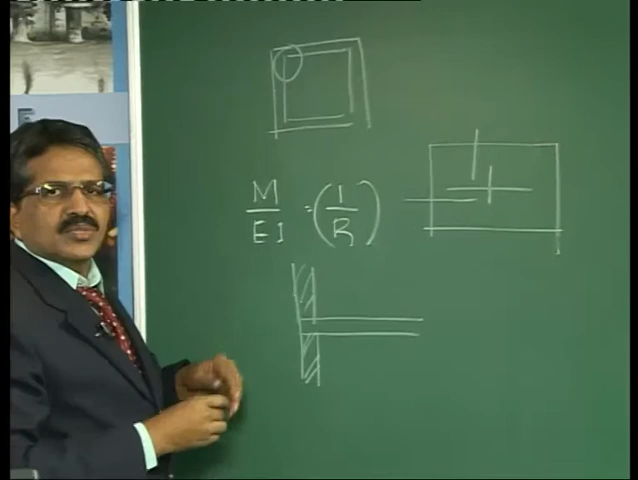 M/EI = (1/R)